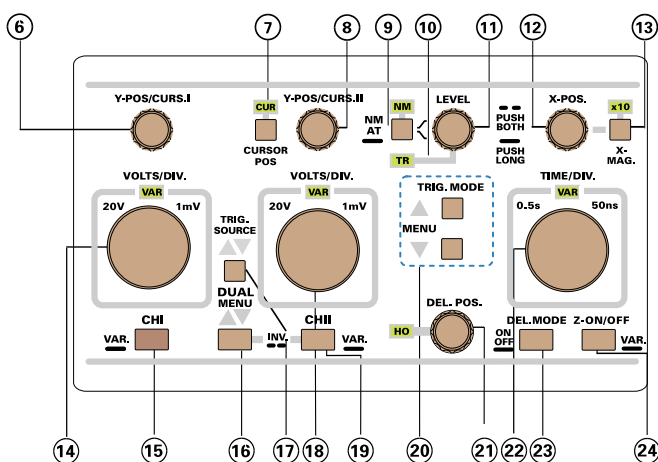 6 7 8 9 10 11 12 13
Y-POS/CURS.I CUR Y-POS/CURS.II NM LEVEL X-POS. x10
CURSOR
POS
NM
AT
PUSH
BOTH
PUSH
LONG
X-
MAG.
TR
VOLTS/DIV. VOLTS/DIV. TRIG. MODE TIME/DIV.
VAR VAR VAR
20V 1mV 20V 1mV 0.5s 50ns
TRIG.
SOURCE
MENU
DUAL
MENU
DEL. POS.
CHI CHII HO DEL.MODE Z-ON/OFF
VAR. INV. VAR. ON
OFF
VAR.
14 15 16 17 18 19 20 21 22 23 24